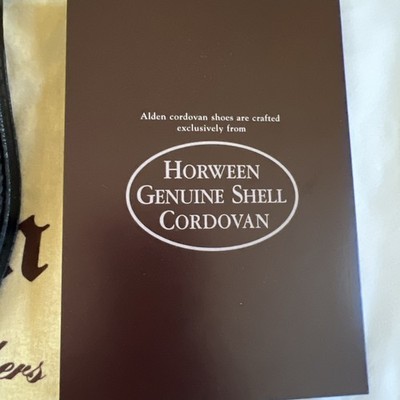 Alden cordovan shoes are crafted
exclusively from
HORWEEN
GENUINE SHELL
CORDOVAN